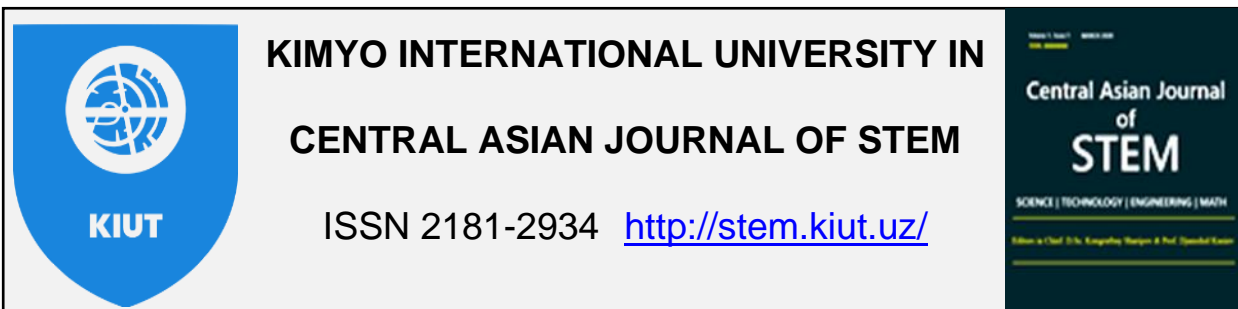 KIMYO INTERNATIONAL UNIVERSITY IN
CENTRAL ASIAN JOURNAL OF STEM
ISSN 2181-2934 http://stem.kiut.uz/
KIUT
Central Asian Journal
of
STEM
SCIENCE | TECHNOLOGY | ENGINEERING | MATH